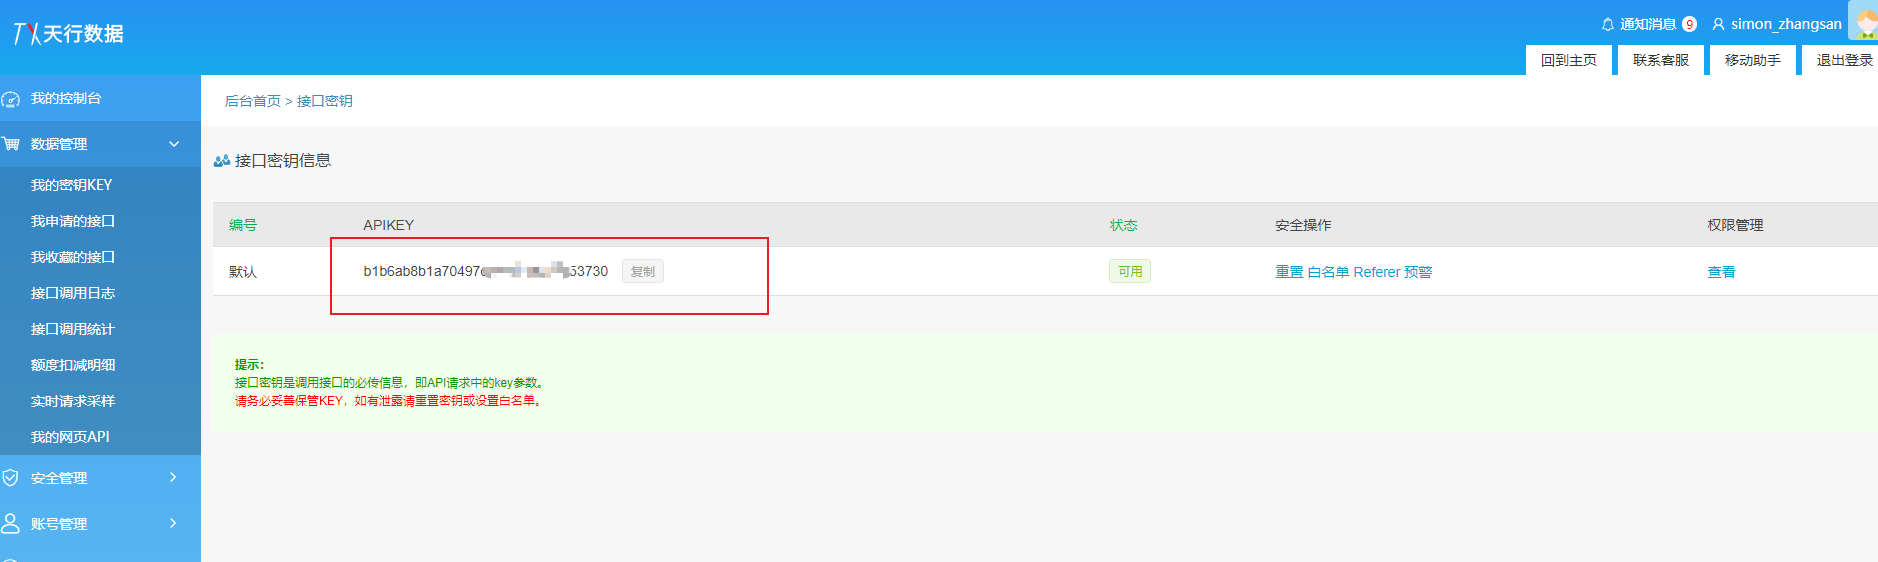 TX天行数据
通知消息 9 simon_zhangsan
回到主页 联系客服 移动助手 退出登录
我的控制台
数据管理
我的密钥KEY
我申请的接口
我收藏的接口
接口调用日志
接口调用统计
额度扣减明细
实时请求采样
我的网页API
安全管理
账号管理
后台首页 > 接口密钥
接口密钥信息
编号 APIKEY 状态 安全操作 权限管理
默认 b1b6ab8b1a70497 53730 复制 可用 重置 白名单 Referer 预警 查看
提示：
接口密钥是调用接口的必传信息，即API请求中的key参数。
请务必妥善保管KEY，如有泄露请重置密钥或设置白名单。